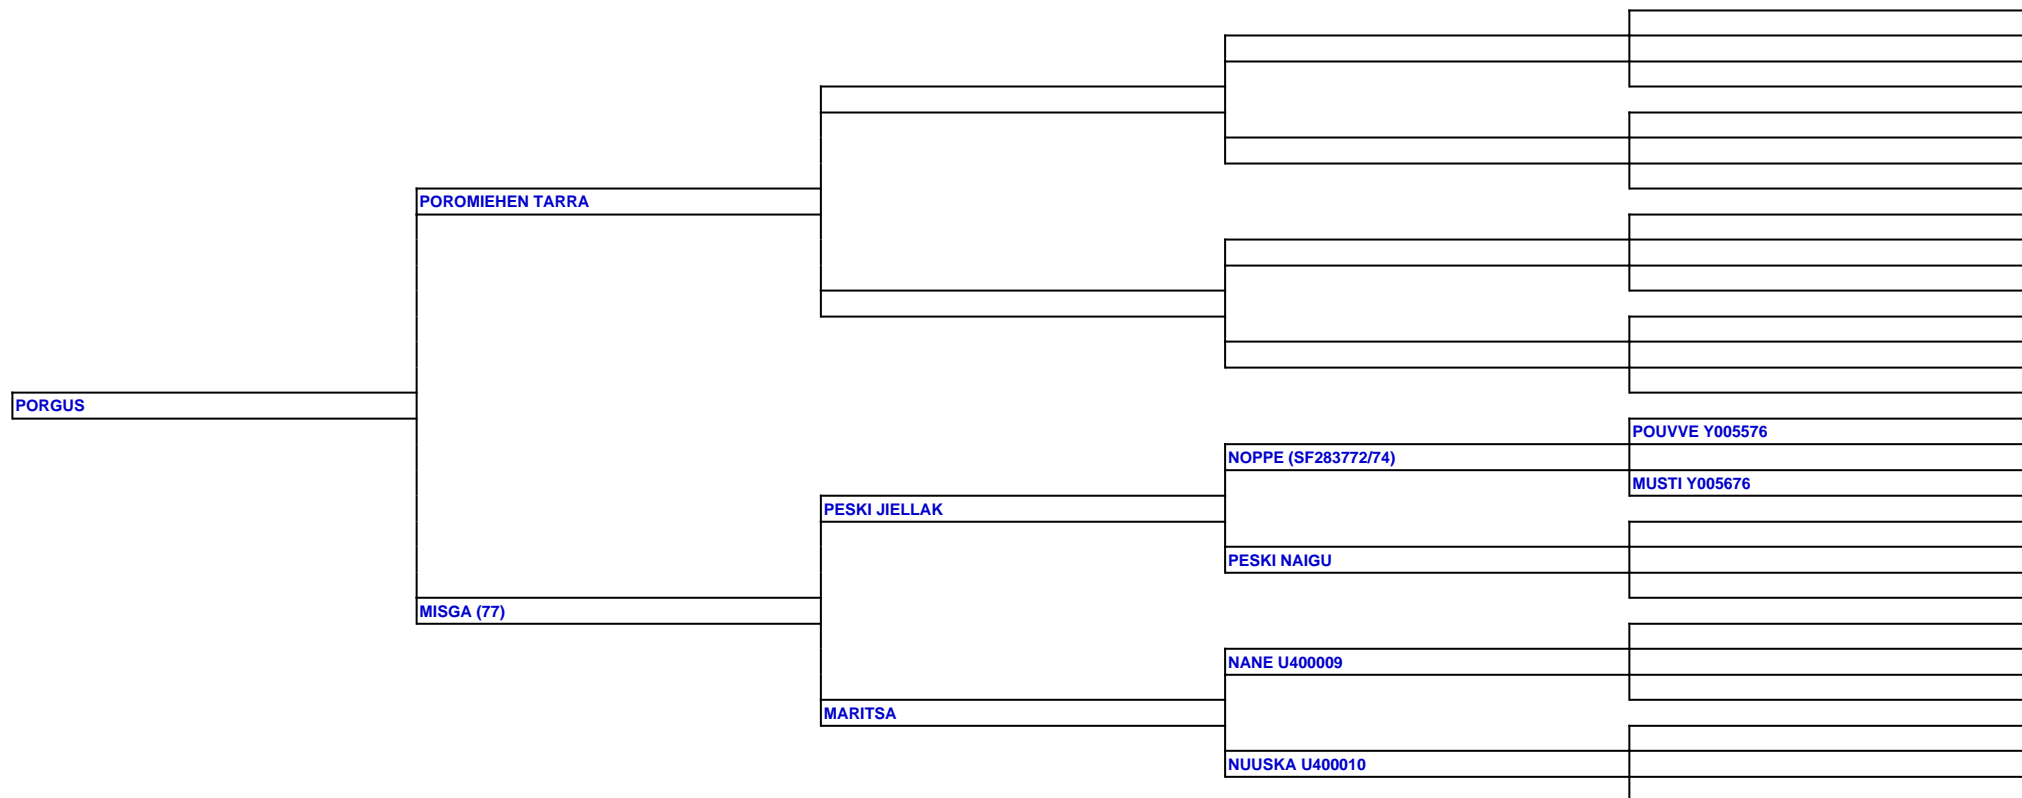 POROMIEHEN TARRA
PORGUS
POUVVE Y005576
NOPPE (SF283772/74)
MUSTI Y005676
PESKI JIELLAK
PESKI NAIGU
MISGA (77)
NANE U400009
MARITSA
NUUSKA U400010